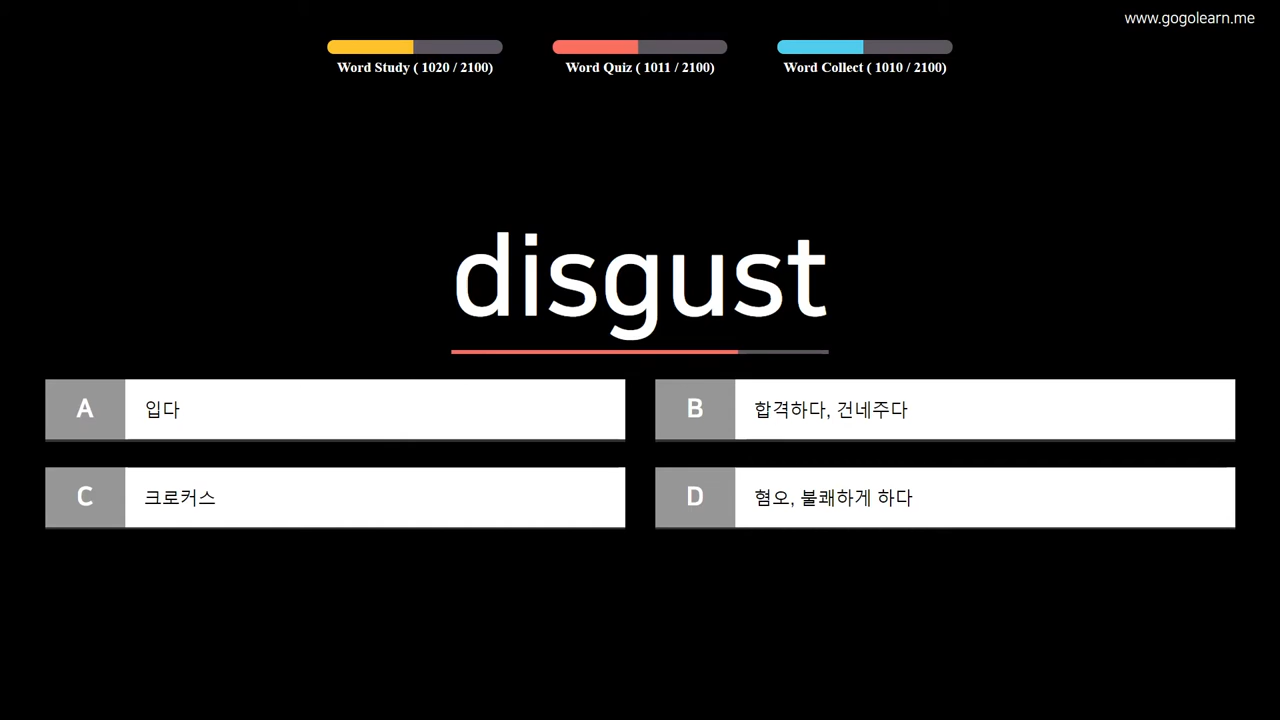 www.gogolearn.me
Word Study ( 1020 / 2100)
Word Quiz ( 1011 / 2100)
Word Collect ( 1010 / 2100)
disgust
A 입다
B 합격하다, 건네주다
C 크로커스
D 혐오, 불쾌하게 하다